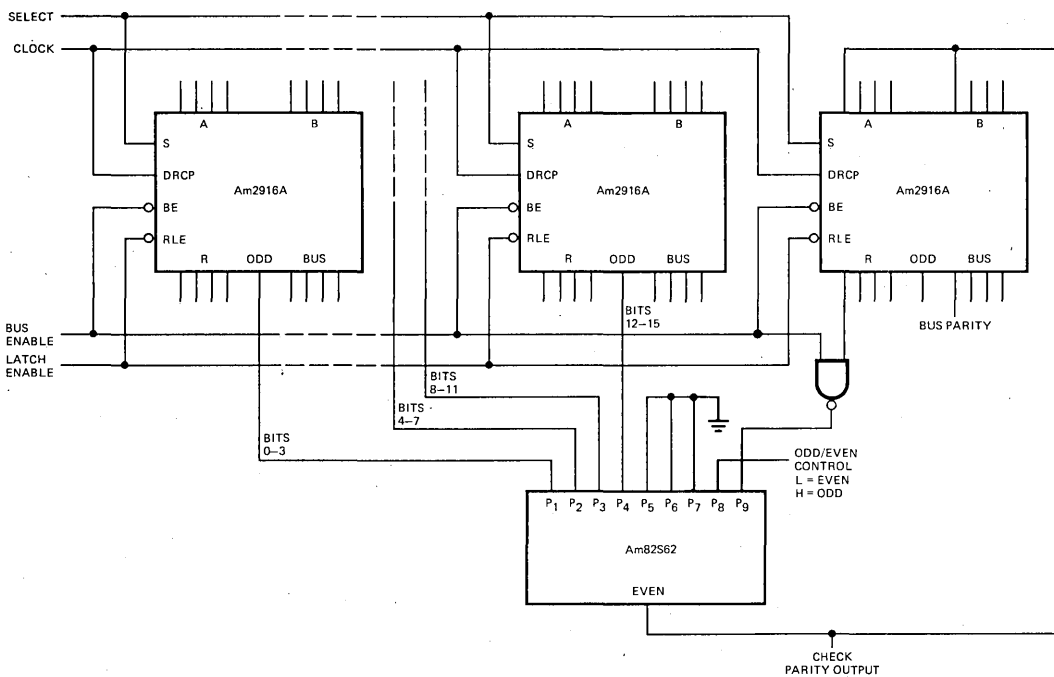 SELECT
CLOCK
A B
S
DRCP
Am2916A
BE
RLE
R ODD BUS
A B
S
DRCP
Am2916A
BE
RLE
R ODD BUS
A B
S
DRCP
Am2916A
BE
RLE
R ODD BUS
BUS
ENABLE
LATCH
ENABLE
BITS
12–15
BUS PARITY
BITS
8–11
BITS
4–7
BITS
0–3
ODD/EVEN
CONTROL
L = EVEN
H = ODD
P1 P2 P3 P4 P5 P6 P7 P8 P9
Am82S62
EVEN
CHECK
PARITY OUTPUT